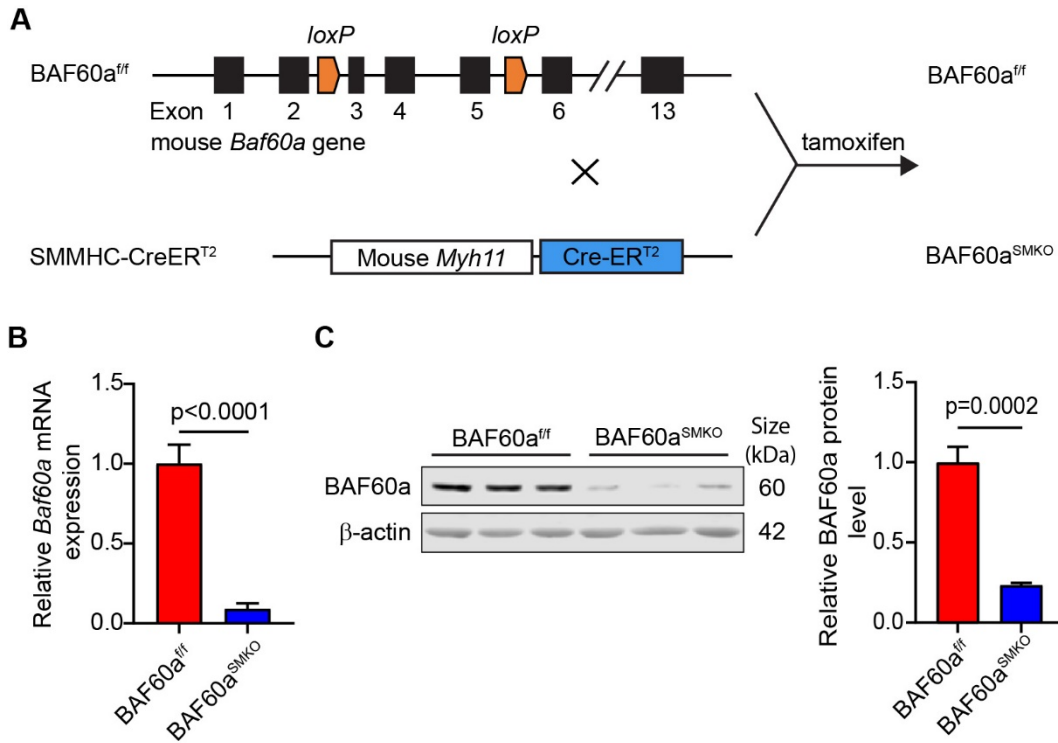 A
loxP loxP
BAF60a^f/f BAF60a^f/f
Exon 1 2 3 4 5 6 13
mouse Baf60a gene
tamoxifen
SMMHC-CreER^T2 Mouse Myh11 Cre-ER^T2 BAF60a^SMKO
B
Relative Baf60a mRNA
expression
1.5
1.0
0.5
0.0
p<0.0001
BAF60a^f/f
BAF60a^SMKO
C
BAF60a^f/f BAF60a^SMKO Size
(kDa)
BAF60a 60
β-actin 42
Relative BAF60a protein
level
1.5
1.0
0.5
0.0
p=0.0002
BAF60a^f/f
BAF60a^SMKO